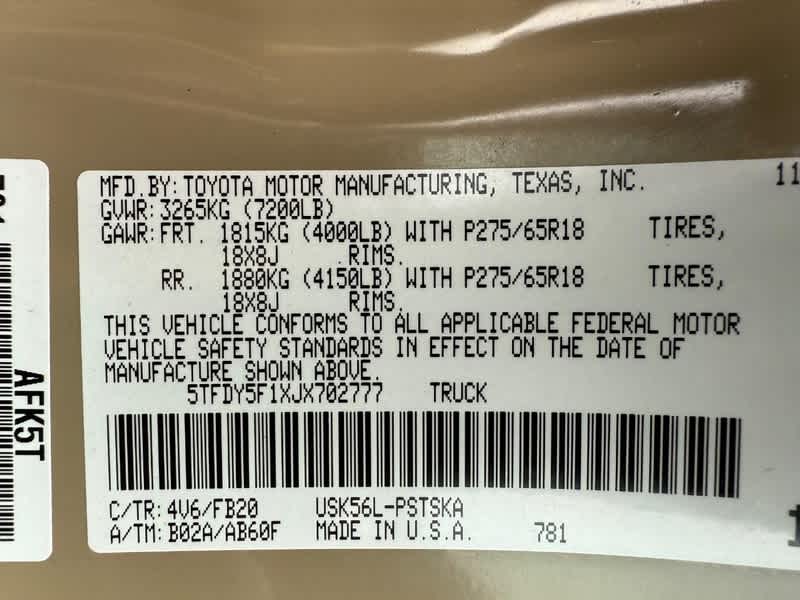 MFD.BY:TOYOTA MOTOR MANUFACTURING, TEXAS, INC. 11
GVWR:3265KG (7200LB)
GAWR:FRT. 1815KG (4000LB) WITH P275/65R18 TIRES,
18X8J RIMS.
RR. 1880KG (4150LB) WITH P275/65R18 TIRES,
18X8J RIMS.
THIS VEHICLE CONFORMS TO ALL APPLICABLE FEDERAL MOTOR
VEHICLE SAFETY STANDARDS IN EFFECT ON THE DATE OF
MANUFACTURE SHOWN ABOVE.
5TFDY5F1XJX702777 TRUCK
C/TR:4V6/FB20 USK56L-PSTSKA
A/TM:B02A/AB60F MADE IN U.S.A. 781
AFK5T